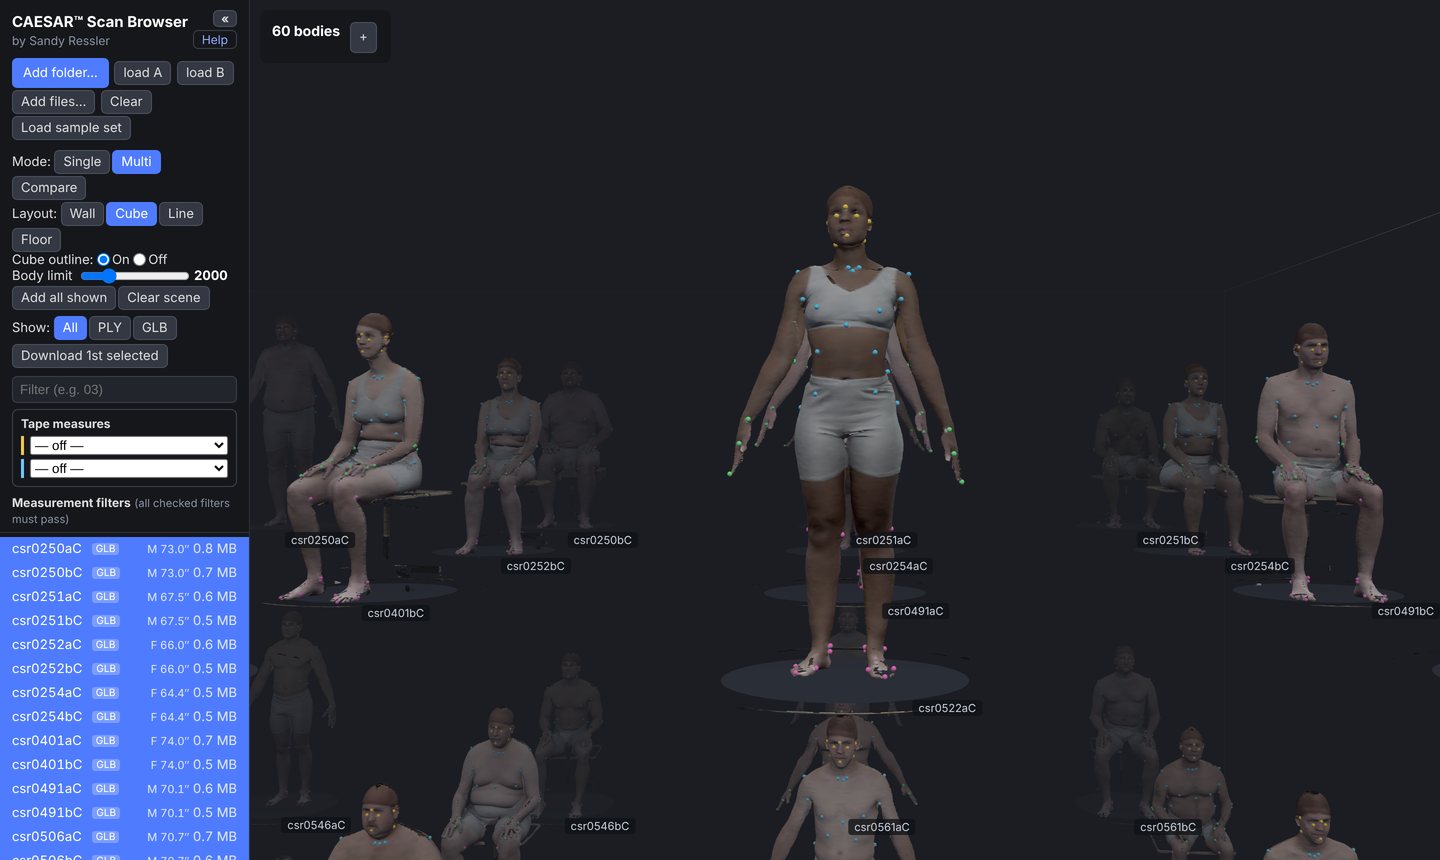 CAESAR™ Scan Browser
«
by Sandy Ressler
Help
Add folder... load A load B
Add files... Clear
Load sample set
Mode: Single Multi
Compare
Layout: Wall Cube Line
Floor
Cube outline: On Off
Body limit 2000
Add all shown Clear scene
Show: All PLY GLB
Download 1st selected
Filter (e.g. 03)
Tape measures
— off —
— off —
Measurement filters (all checked filters
must pass)
csr0250aC GLB M 73.0″ 0.8 MB
csr0250bC GLB M 73.0″ 0.7 MB
csr0251aC GLB M 67.5″ 0.6 MB
csr0251bC GLB M 67.5″ 0.5 MB
csr0252aC GLB F 66.0″ 0.6 MB
csr0252bC GLB F 66.0″ 0.5 MB
csr0254aC GLB F 64.4″ 0.5 MB
csr0254bC GLB F 64.4″ 0.5 MB
csr0401aC GLB F 74.0″ 0.7 MB
csr0401bC GLB F 74.0″ 0.5 MB
csr0491aC GLB M 70.1″ 0.6 MB
csr0491bC GLB M 70.1″ 0.5 MB
csr0506aC GLB M 70.7″ 0.7 MB
csr0506bC GLB M 70.7″ 0.6 MB
60 bodies +
csr0250aC
csr0250bC
csr0251aC
csr0251bC
csr0252bC
csr0254aC
csr0254bC
csr0401bC
csr0491aC
csr0491bC
csr0522aC
csr0546aC
csr0546bC
csr0561aC
csr0561bC